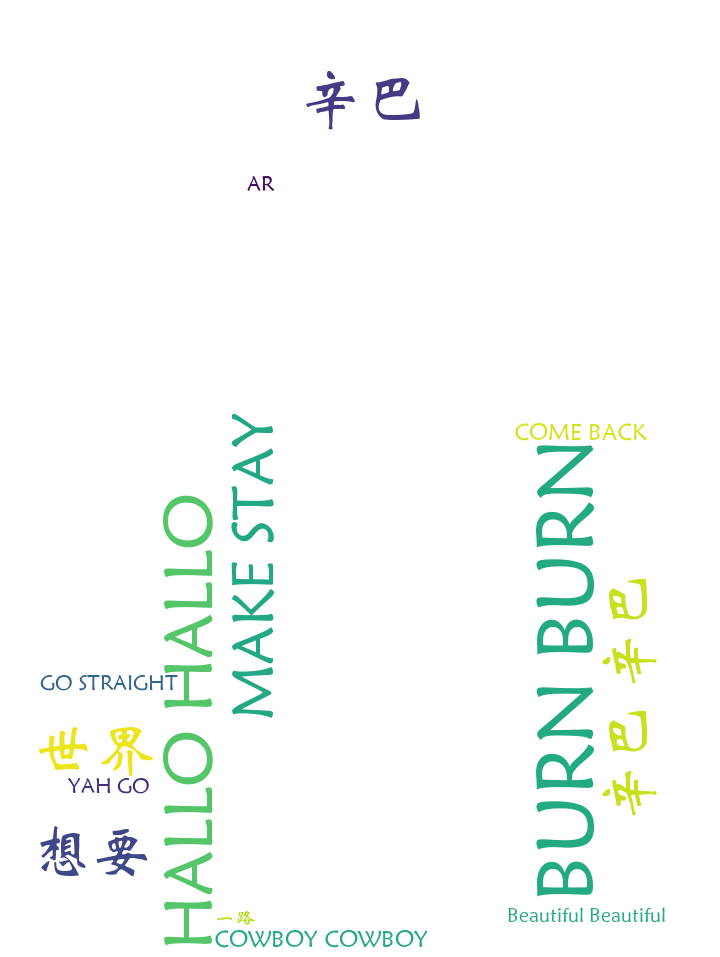 辛巴
AR
COME BACK
MAKE STAY
BURN BURN
HALLO HALLO
辛巴 辛巴
GO STRAIGHT
世界
YAH GO
想要
一路
Beautiful Beautiful
COWBOY COWBOY